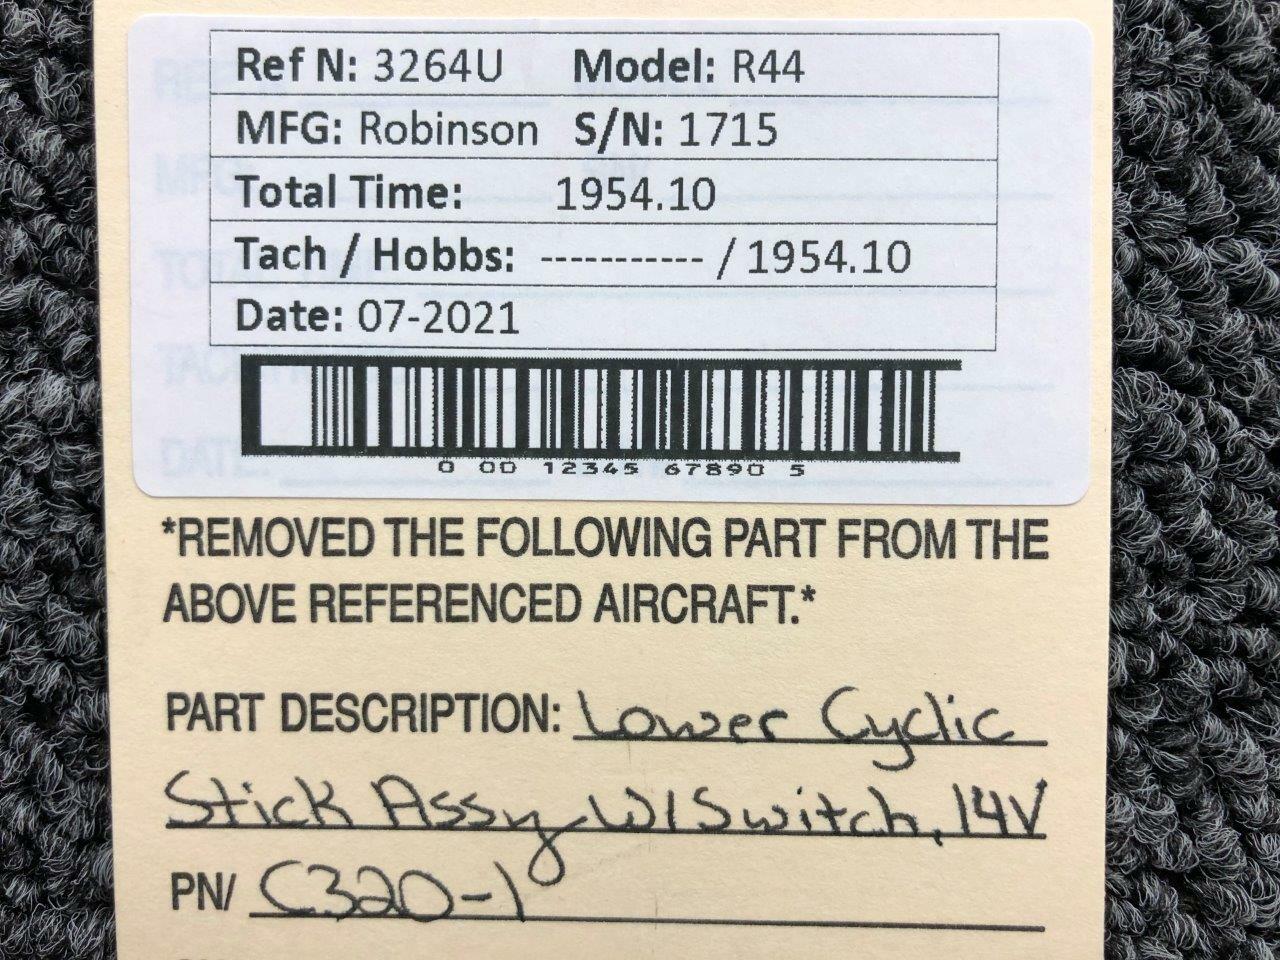 Ref N: 3264U Model: R44
MFG: Robinson S/N: 1715
Total Time: 1954.10
Tach / Hobbs: ----------- / 1954.10
Date: 07-2021
0 00 12345 67890 5
*REMOVED THE FOLLOWING PART FROM THE
ABOVE REFERENCED AIRCRAFT.*
PART DESCRIPTION: Lower Cyclic
Stick Assy W/Switch, 14V
PN/ C320-1